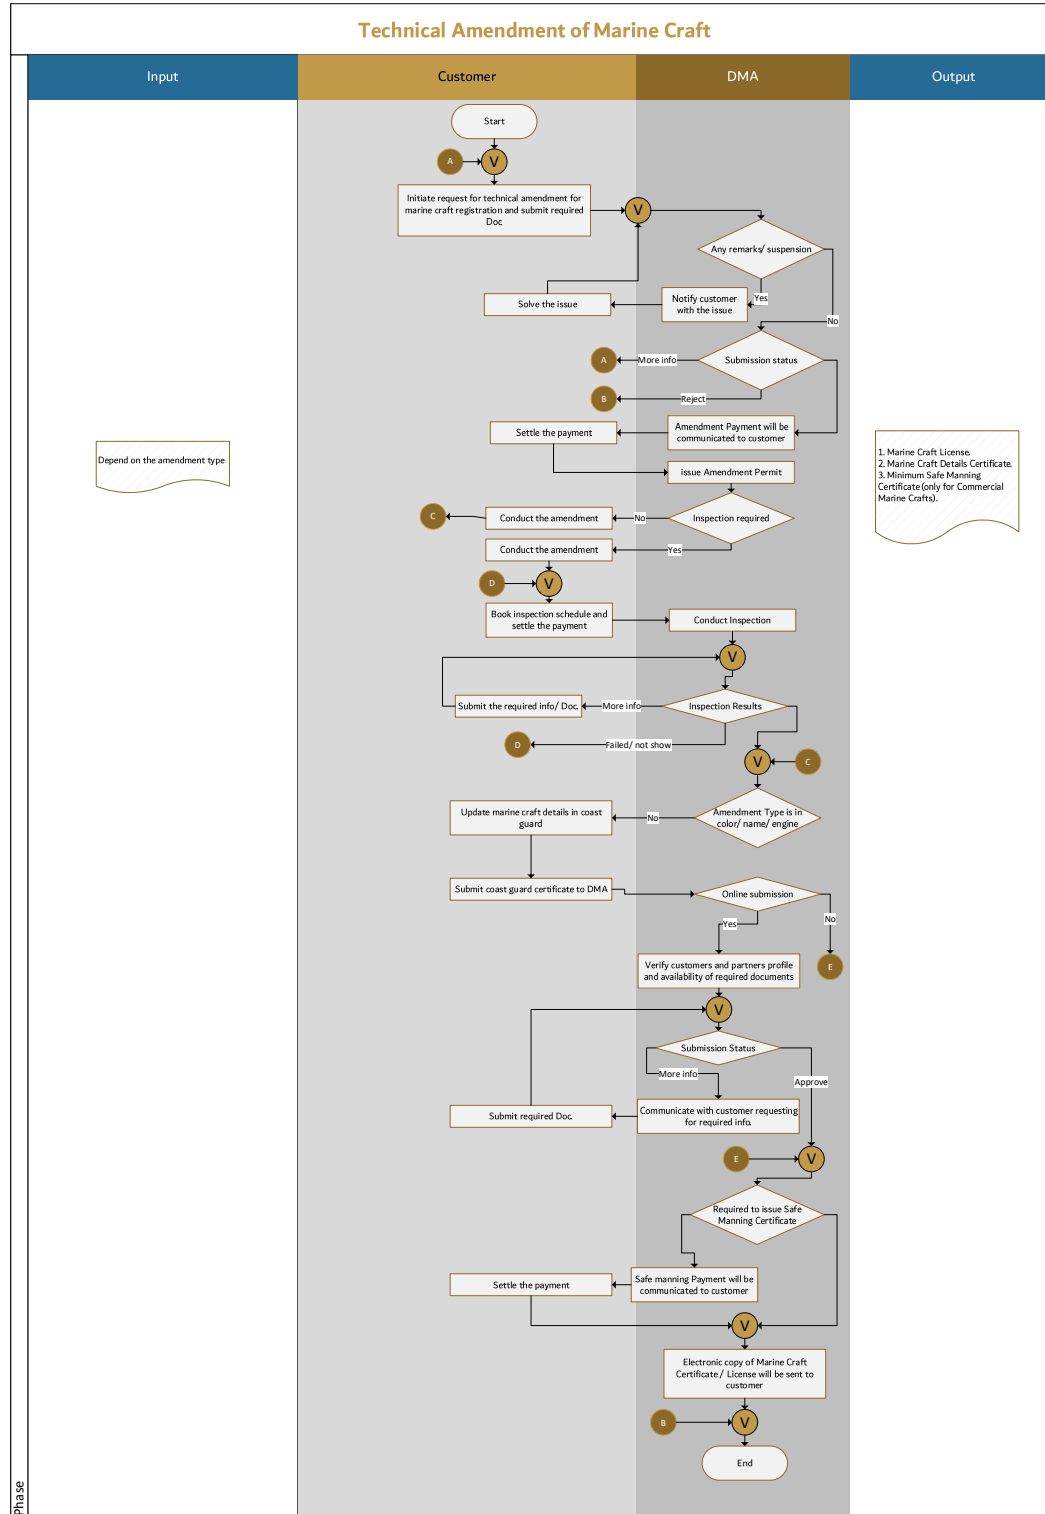 Technical Amendment of Marine Craft
Input
Customer
DMA
Output
Start
A
V
Initiate request for technical amendment for
marine craft registration and submit required
Doc
V
Any remarks/ suspension
Yes
No
Notify customer
with the issue
Solve the issue
Submission status
More info
A
Reject
B
Amendment Payment will be
communicated to customer
Settle the payment
issue Amendment Permit
Depend on the amendment type
1. Marine Craft License.
2. Marine Craft Details Certificate.
3. Minimum Safe Manning
Certificate(only for Commercial
Marine Crafts).
Inspection required
No
Conduct the amendment
C
Yes
Conduct the amendment
D
V
Book inspection schedule and
settle the payment
Conduct Inspection
V
Inspection Results
More info
Submit the required info/ Doc.
Failed/ not show
D
V
C
Amendment Type is in
color/ name/ engine
No
Update marine craft details in coast
guard
Submit coast guard certificate to DMA
Online submission
Yes
No
E
Verify customers and partners profile
and availability of required documents
V
Submission Status
More info
Approve
Communicate with customer requesting
for required info.
Submit required Doc.
E
V
Required to issue Safe
Manning Certificate
Safe manning Payment will be
communicated to customer
Settle the payment
V
Electronic copy of Marine Craft
Certificate / License will be sent to
customer
B
V
End
Phase